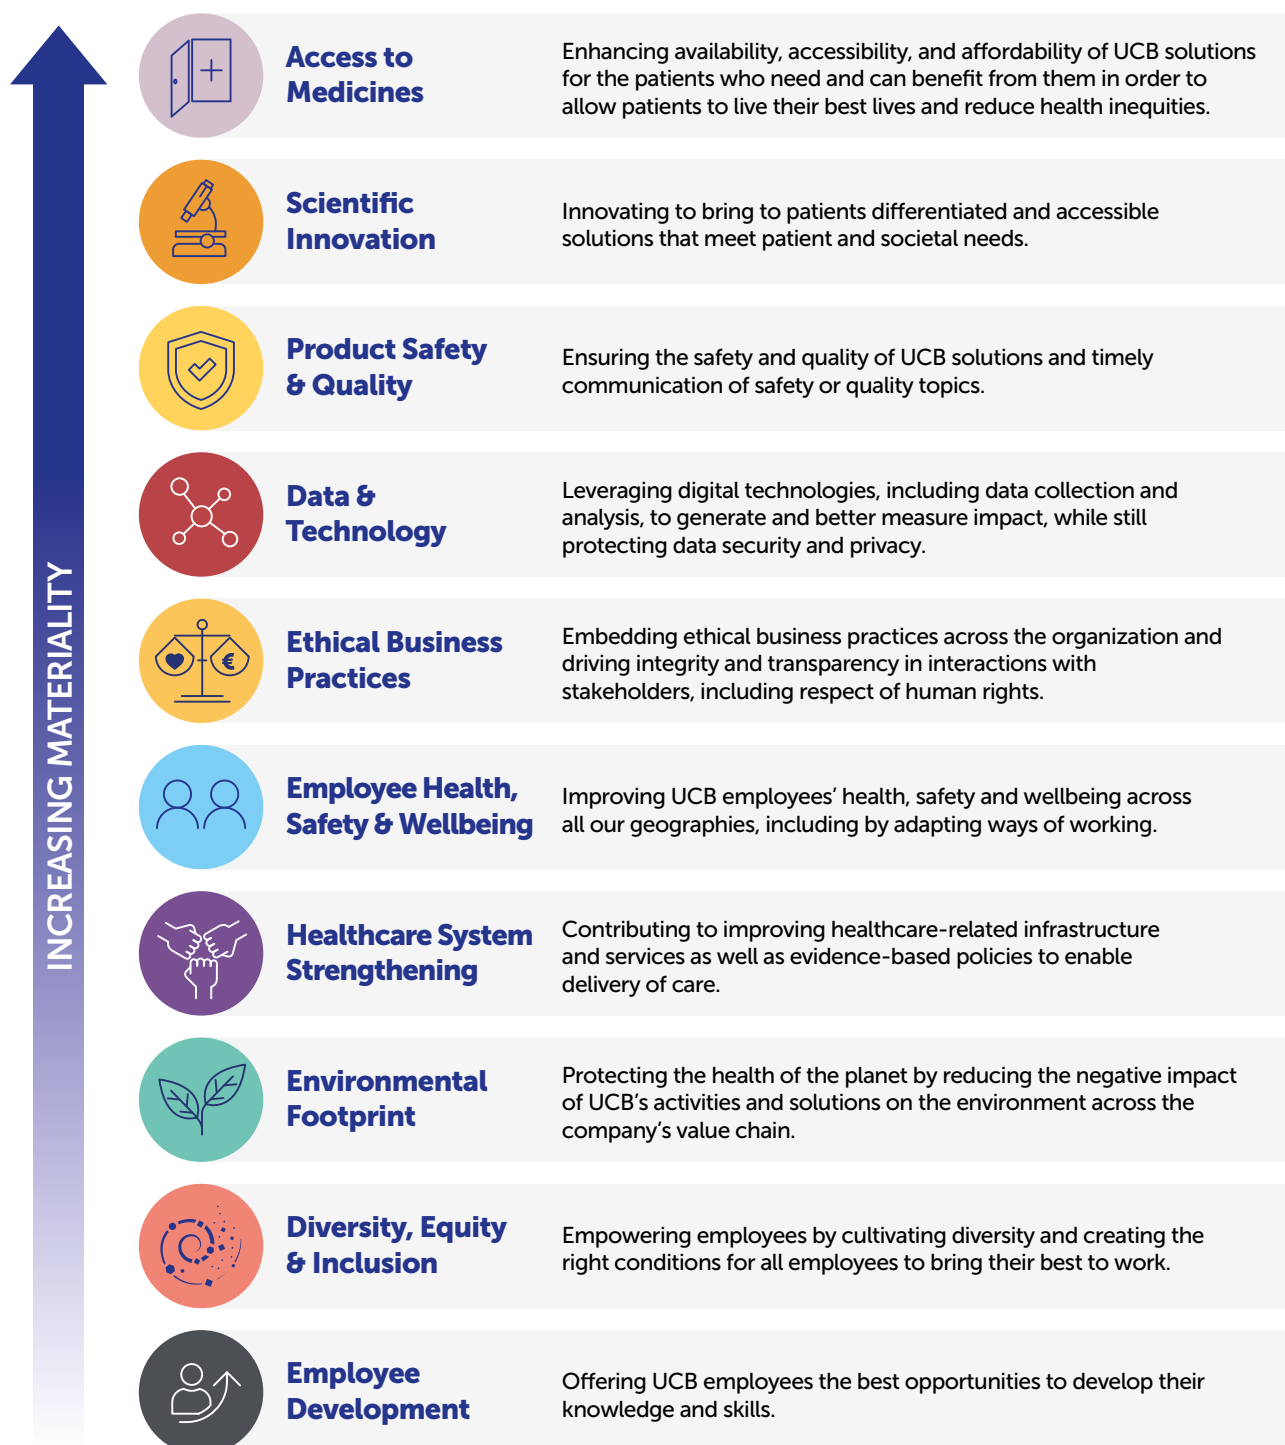 INCREASING MATERIALITY
Access to
Medicines
Enhancing availability, accessibility, and affordability of UCB solutions
for the patients who need and can benefit from them in order to
allow patients to live their best lives and reduce health inequities.
Scientific
Innovation
Innovating to bring to patients differentiated and accessible
solutions that meet patient and societal needs.
Product Safety
& Quality
Ensuring the safety and quality of UCB solutions and timely
communication of safety or quality topics.
Data &
Technology
Leveraging digital technologies, including data collection and
analysis, to generate and better measure impact, while still
protecting data security and privacy.
€
Ethical Business
Practices
Embedding ethical business practices across the organization and
driving integrity and transparency in interactions with
stakeholders, including respect of human rights.
Employee Health,
Safety & Wellbeing
Improving UCB employees’ health, safety and wellbeing across
all our geographies, including by adapting ways of working.
Healthcare System
Strengthening
Contributing to improving healthcare-related infrastructure
and services as well as evidence-based policies to enable
delivery of care.
Environmental
Footprint
Protecting the health of the planet by reducing the negative impact
of UCB’s activities and solutions on the environment across the
company’s value chain.
Diversity, Equity
& Inclusion
Empowering employees by cultivating diversity and creating the
right conditions for all employees to bring their best to work.
Employee
Development
Offering UCB employees the best opportunities to develop their
knowledge and skills.